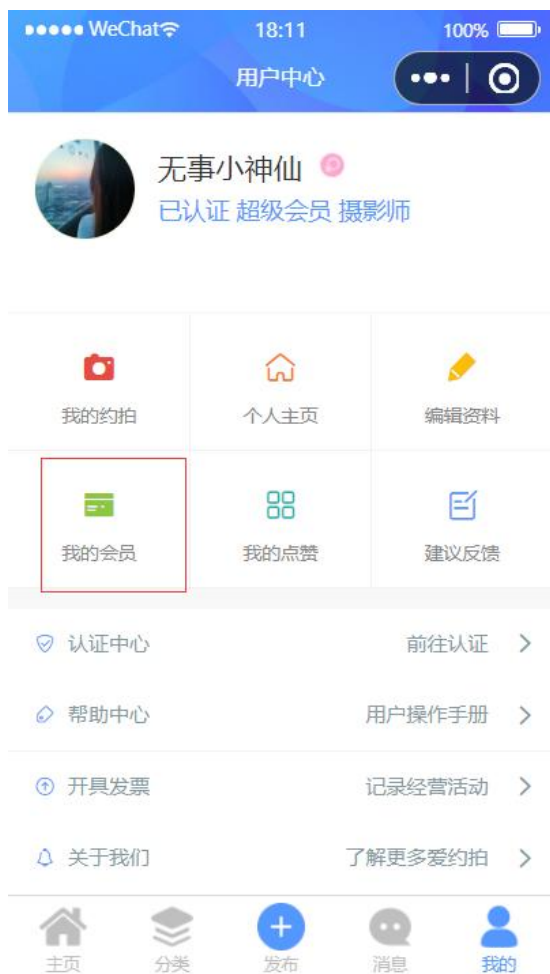 WeChat 18:11 100%
用户中心
无事小神仙
已认证 超级会员 摄影师
我的约拍 个人主页 编辑资料
我的会员 我的点赞 建议反馈
认证中心 前往认证
帮助中心 用户操作手册
开具发票 记录经营活动
关于我们 了解更多爱约拍
主页 分类 发布 消息 我的